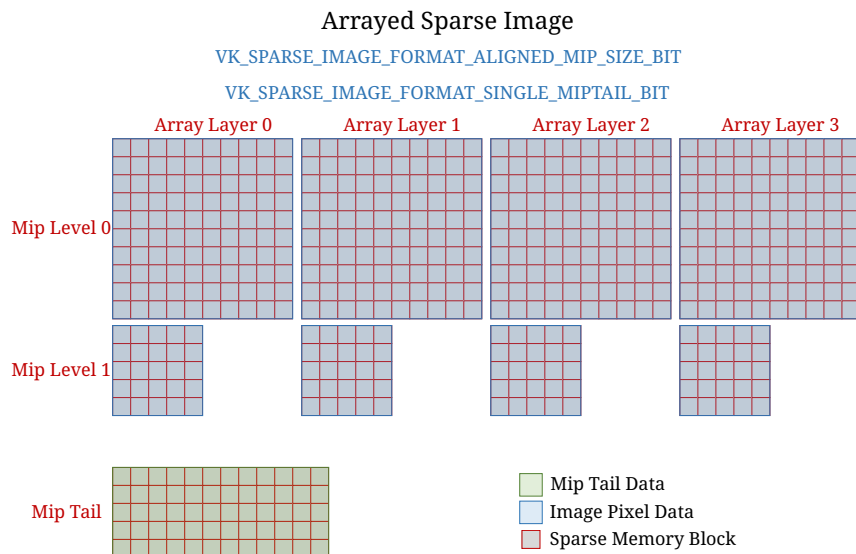 Arrayed Sparse Image
VK_SPARSE_IMAGE_FORMAT_ALIGNED_MIP_SIZE_BIT
VK_SPARSE_IMAGE_FORMAT_SINGLE_MIPTAIL_BIT
Array Layer 0 Array Layer 1 Array Layer 2 Array Layer 3
Mip Level 0
Mip Level 1
Mip Tail
Mip Tail Data
Image Pixel Data
Sparse Memory Block